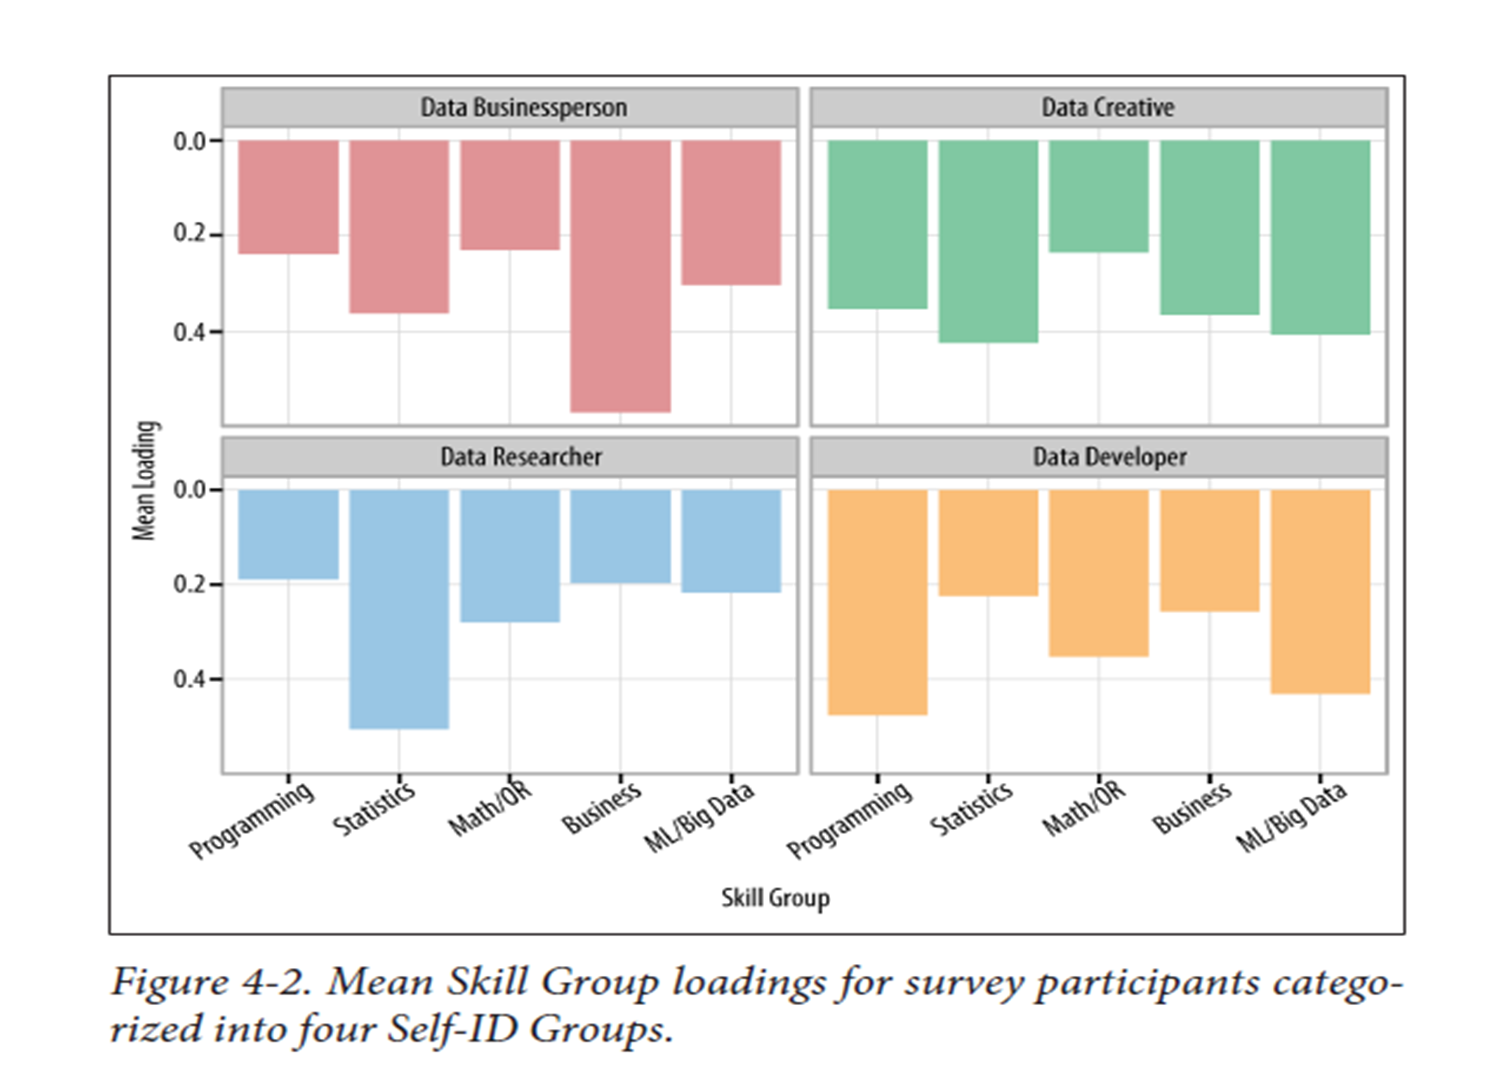 Data Businessperson
Data Creative
0.0
0.2
0.4
Data Researcher
Data Developer
Mean Loading
0.0
0.2
0.4
Programming Statistics Math/OR Business ML/Big Data
Programming Statistics Math/OR Business ML/Big Data
Skill Group
Figure 4-2. Mean Skill Group loadings for survey participants catego-
rized into four Self-ID Groups.